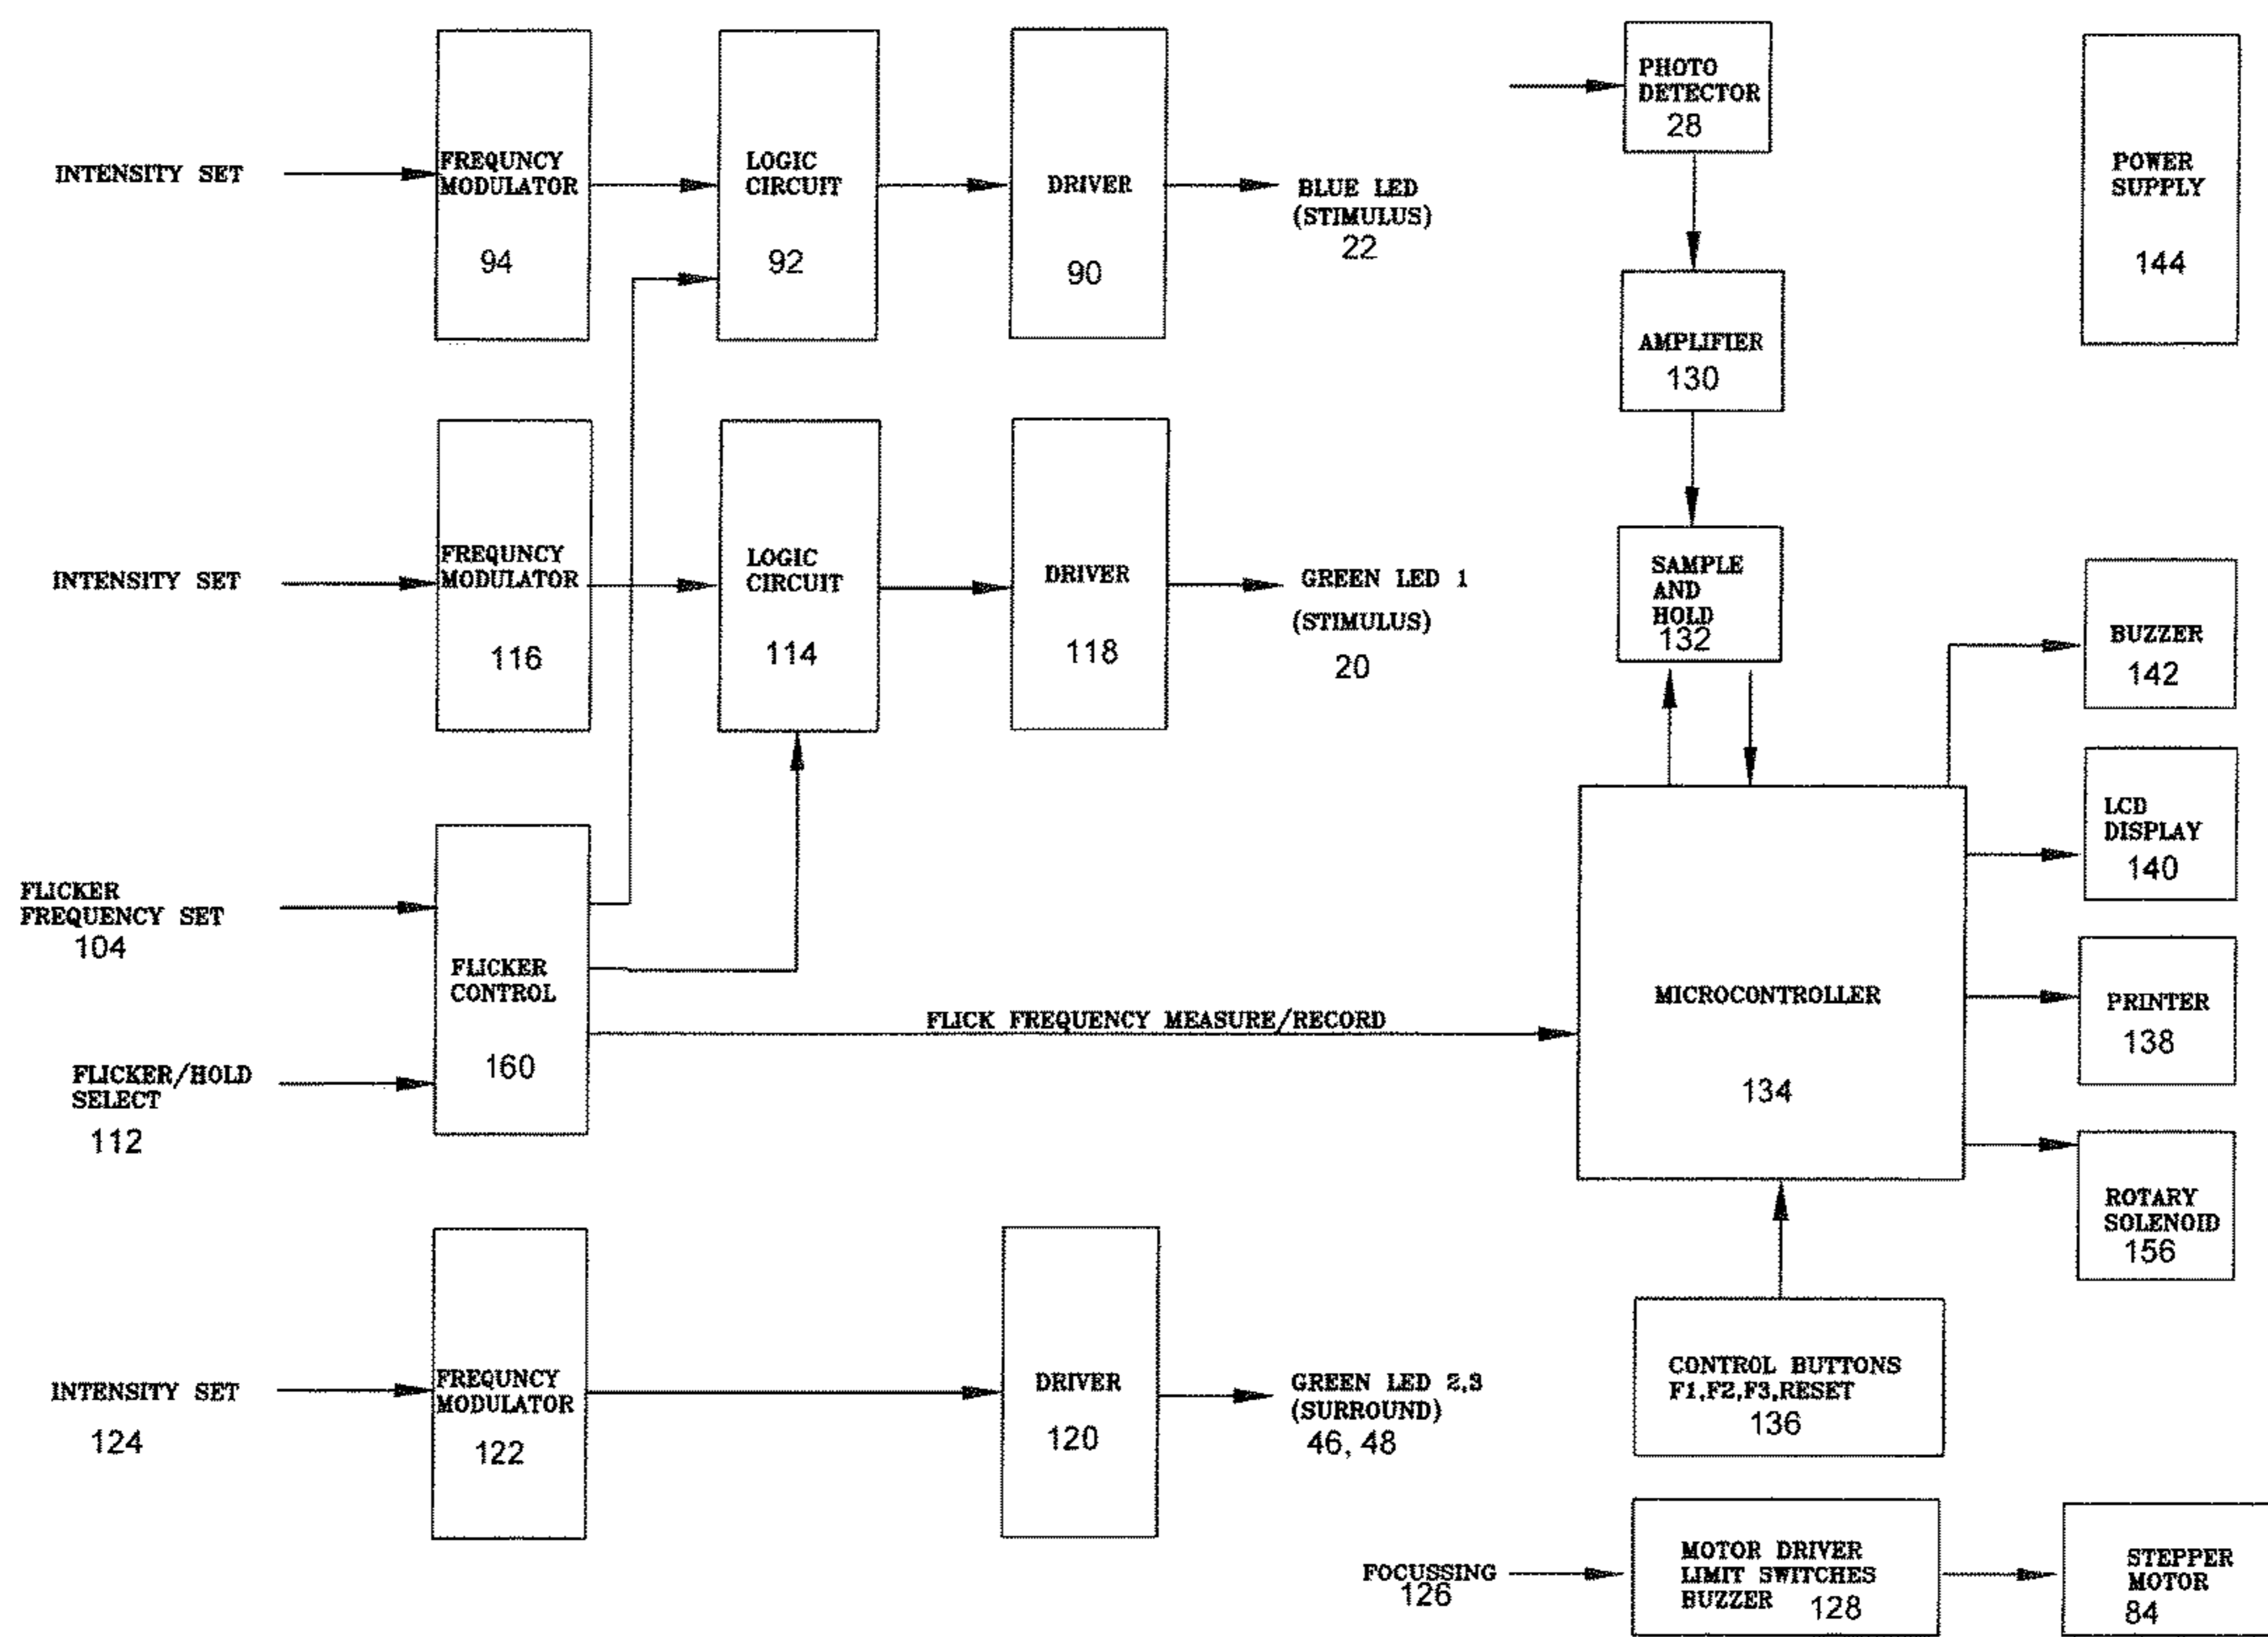 INTENSITY SET
FREQUNCY
MODULATOR
94
LOGIC
CIRCUIT
92
DRIVER
90
BLUE LED
(STIMULUS)
22
INTENSITY SET
FREQUNCY
MODULATOR
116
LOGIC
CIRCUIT
114
DRIVER
118
GREEN LED 1
(STIMULUS)
20
FLICKER
FREQUENCY SET
104
FLICKER/HOLD
SELECT
112
FLICKER
CONTROL
160
FLICK FREQUENCY MEASURE/RECORD
INTENSITY SET
124
FREQUNCY
MODULATOR
122
DRIVER
120
GREEN LED 2,3
(SURROUND)
46, 48
PHOTO
DETECTOR
28
AMPLIFIER
130
SAMPLE
AND
HOLD
132
MICROCONTROLLER
134
CONTROL BUTTONS
F1,F2,F3,RESET
136
POWER
SUPPLY
144
BUZZER
142
LCD
DISPLAY
140
PRINTER
138
ROTARY
SOLENOID
156
FOCUSSING
126
MOTOR DRIVER
LIMIT SWITCHES
BUZZER 128
STEPPER
MOTOR
84